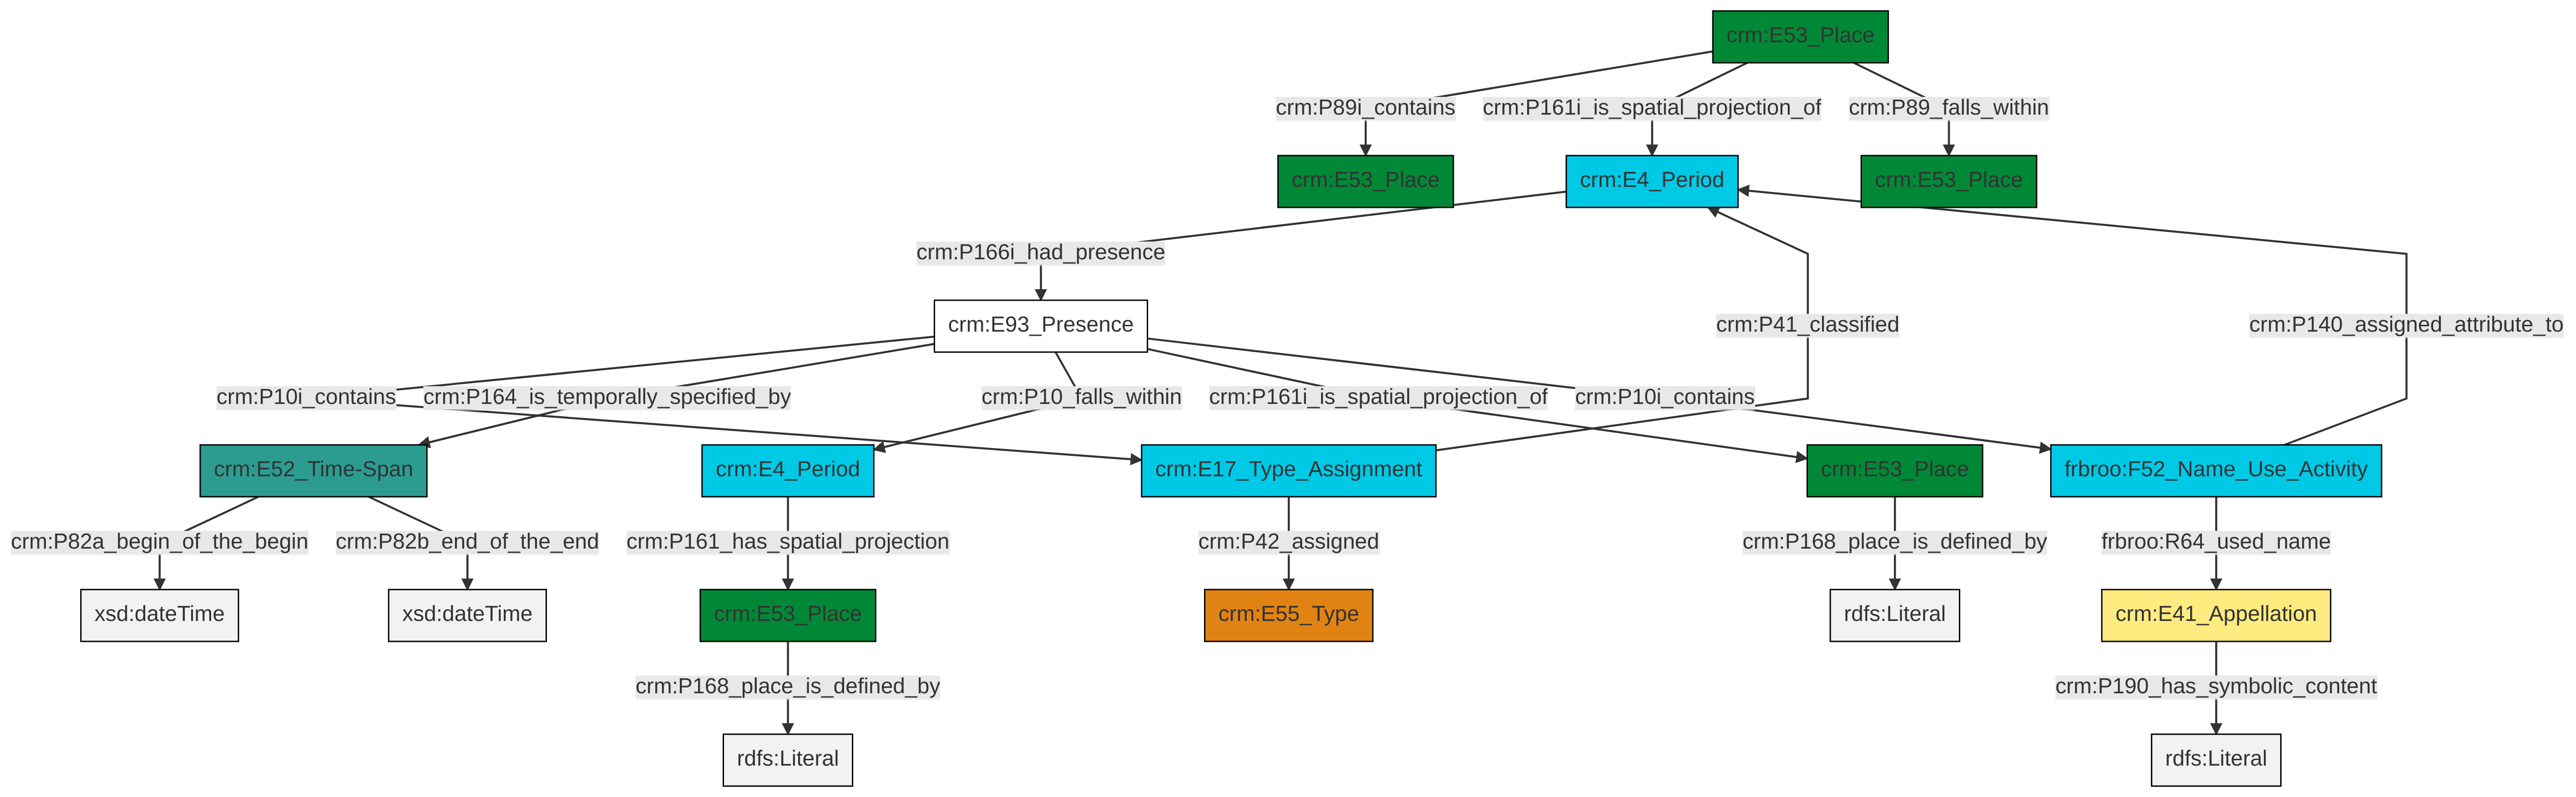 crm:E53_Place
crm:P89i_contains
crm:P161i_is_spatial_projection_of
crm:P89_falls_within
crm:E53_Place
crm:E4_Period
crm:E53_Place
crm:P166i_had_presence
crm:E93_Presence
crm:P41_classified
crm:P140_assigned_attribute_to
crm:P10i_contains
crm:P164_is_temporally_specified_by
crm:P10_falls_within
crm:P161i_is_spatial_projection_of
crm:P10i_contains
crm:E52_Time-Span
crm:E4_Period
crm:E17_Type_Assignment
crm:E53_Place
frbroo:F52_Name_Use_Activity
crm:P82a_begin_of_the_begin
crm:P82b_end_of_the_end
crm:P161_has_spatial_projection
crm:P42_assigned
crm:P168_place_is_defined_by
frbroo:R64_used_name
xsd:dateTime
xsd:dateTime
crm:E53_Place
crm:E55_Type
rdfs:Literal
crm:E41_Appellation
crm:P168_place_is_defined_by
crm:P190_has_symbolic_content
rdfs:Literal
rdfs:Literal